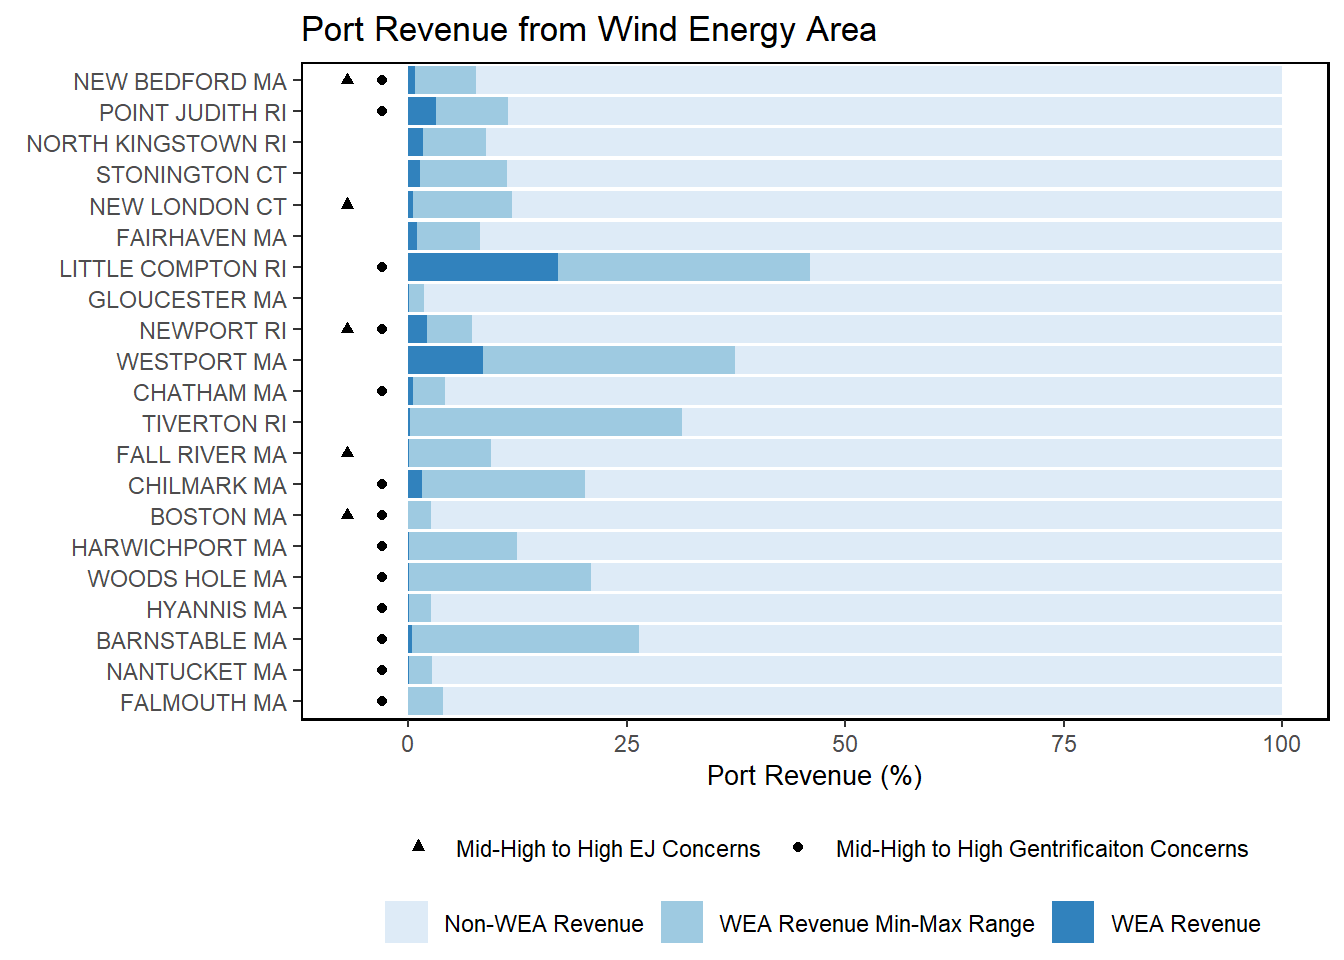 Port Revenue from Wind Energy Area
NEW BEDFORD MA
POINT JUDITH RI
NORTH KINGSTOWN RI
STONINGTON CT
NEW LONDON CT
FAIRHAVEN MA
LITTLE COMPTON RI
GLOUCESTER MA
NEWPORT RI
WESTPORT MA
CHATHAM MA
TIVERTON RI
FALL RIVER MA
CHILMARK MA
BOSTON MA
HARWICHPORT MA
WOODS HOLE MA
HYANNIS MA
BARNSTABLE MA
NANTUCKET MA
FALMOUTH MA
0 25 50 75 100
Port Revenue (%)
Mid-High to High EJ Concerns Mid-High to High Gentrificaiton Concerns
Non-WEA Revenue WEA Revenue Min-Max Range WEA Revenue